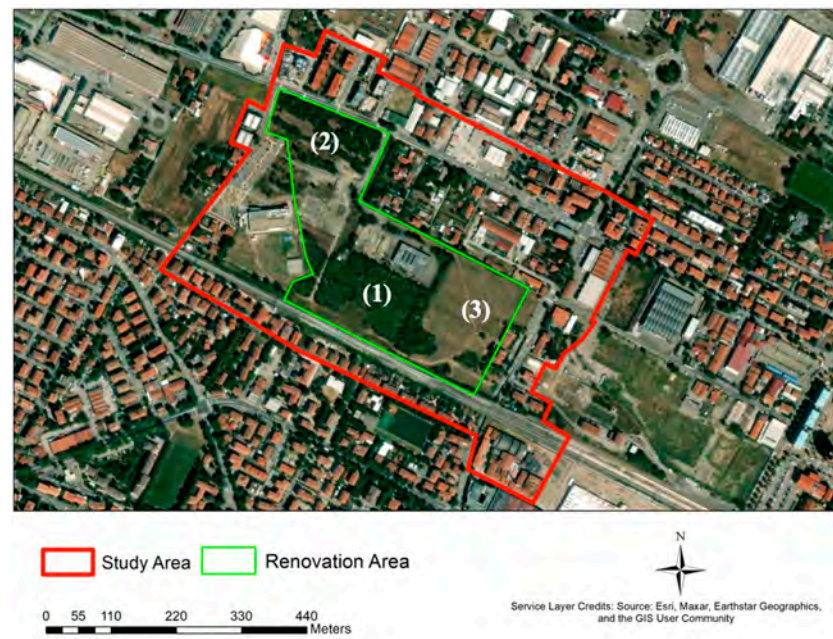 (2)
(1)
(3)
Study Area Renovation Area
N
0 55 110 220 330 440
Meters
Service Layer Credits: Source: Esri, Maxar, Earthstar Geographics,
and the GIS User Community